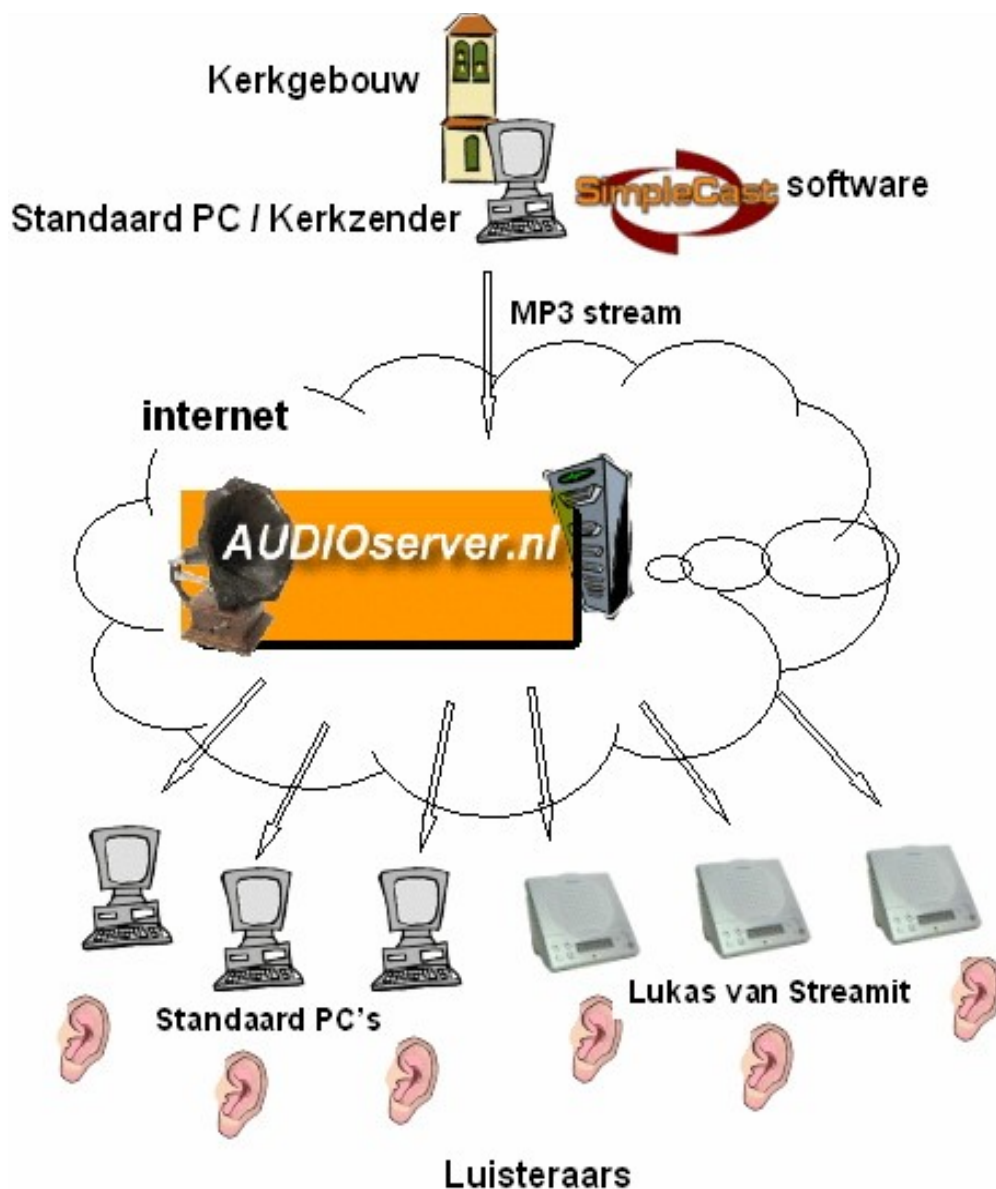 Kerkgebouw
SimpleCast software
Standaard PC / Kerkzender
MP3 stream
internet
AUDIOserver.nl
Lukas van Streamit
Standaard PC's
Luisteraars